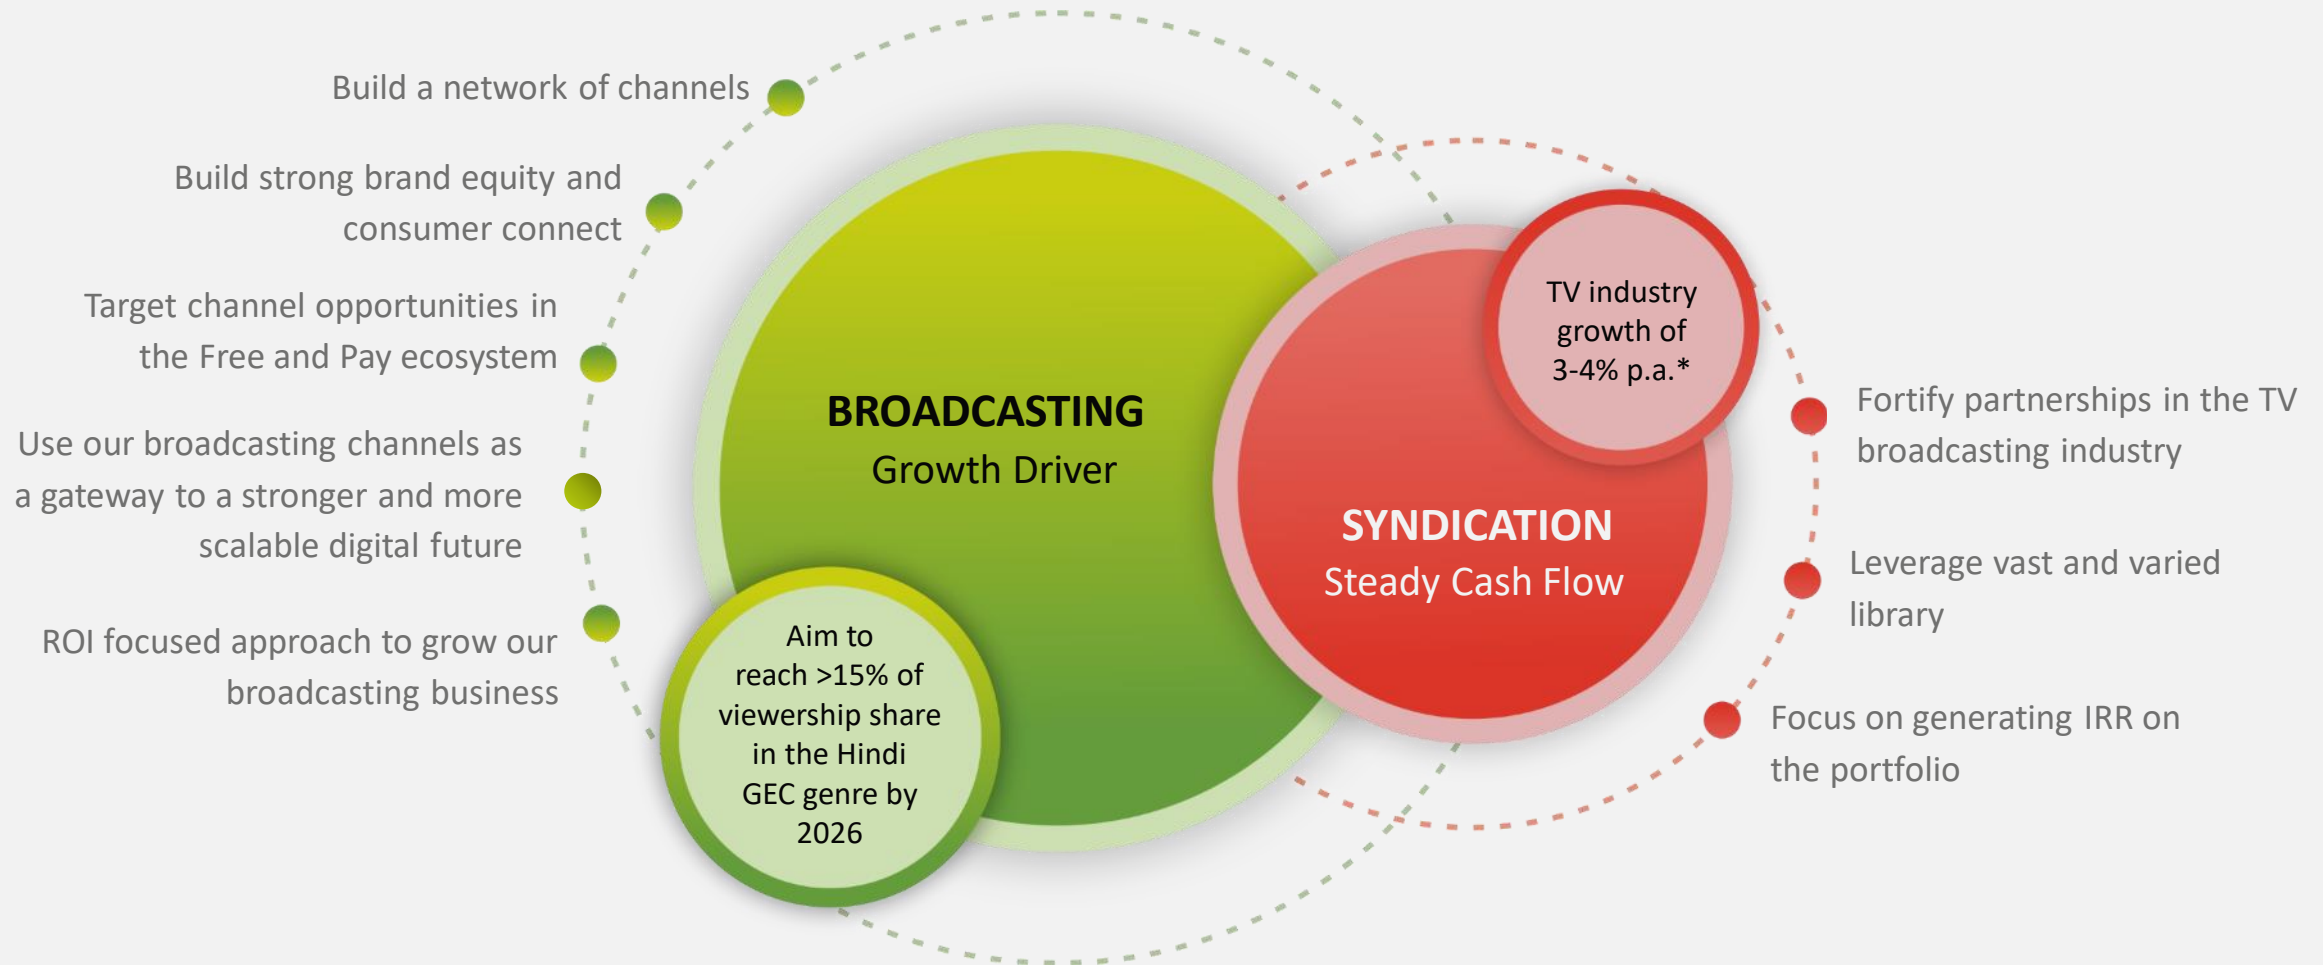 Build a network of channels
Build strong brand equity and
consumer connect
Target channel opportunities in
the Free and Pay ecosystem
Use our broadcasting channels as
a gateway to a stronger and more
scalable digital future
ROI focused approach to grow our
broadcasting business
BROADCASTING
Growth Driver
Aim to
reach >15% of
viewership share
in the Hindi
GEC genre by
2026
TV industry
growth of
3-4% p.a.*
SYNDICATION
Steady Cash Flow
Fortify partnerships in the TV
broadcasting industry
Leverage vast and varied
library
Focus on generating IRR on
the portfolio